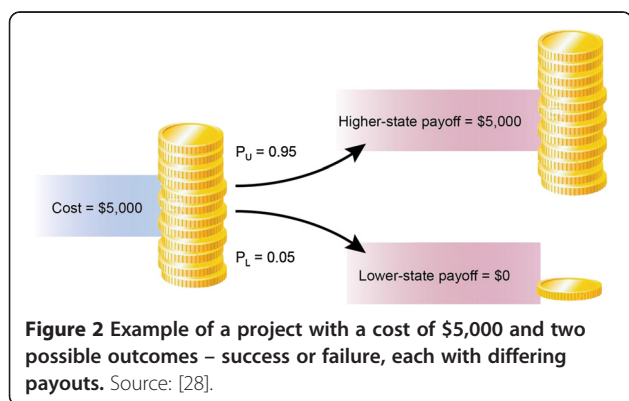 Higher-state payoff = $5,000
P_U = 0.95
Cost = $5,000
P_L = 0.05
Lower-state payoff = $0
Figure 2 Example of a project with a cost of $5,000 and two
possible outcomes – success or failure, each with differing
payouts. Source: [28].